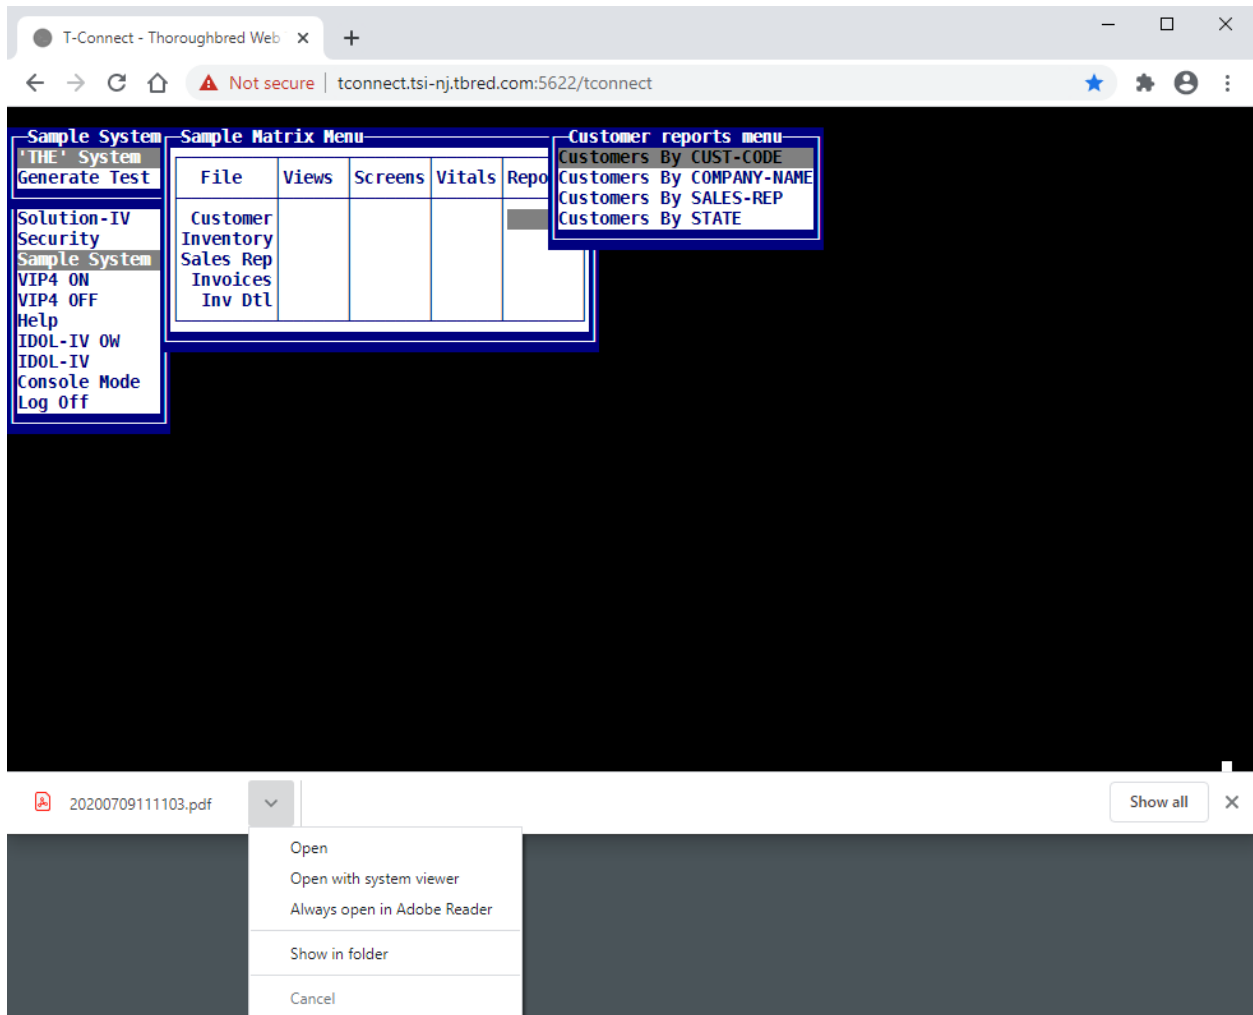 T-Connect - Thoroughbred Web
Not secure | tconnect.tsi-nj.tbred.com:5622/tconnect
Sample System
'THE' System
Generate Test
Solution-IV
Security
Sample System
VIP4 ON
VIP4 OFF
Help
IDOL-IV OW
IDOL-IV
Console Mode
Log Off
Sample Matrix Menu
File Views Screens Vitals Repo
Customer
Inventory
Sales Rep
Invoices
Inv Dtl
Customer reports menu
Customers By CUST-CODE
Customers By COMPANY-NAME
Customers By SALES-REP
Customers By STATE
20200709111103.pdf
Show all
Open
Open with system viewer
Always open in Adobe Reader
Show in folder
Cancel